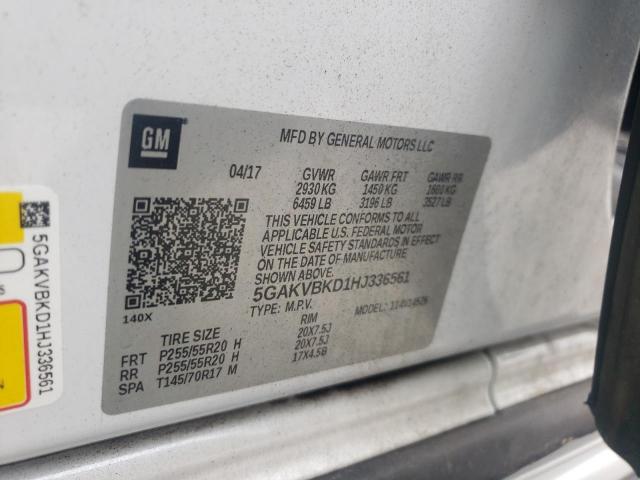 GM
MFD BY GENERAL MOTORS LLC
04/17 GVWR GAWR FRT GAWR RR
2930 KG 1450 KG 1600 KG
6459 LB 3196 LB 3527 LB
THIS VEHICLE CONFORMS TO ALL
APPLICABLE U.S. FEDERAL MOTOR
VEHICLE SAFETY STANDARDS IN EFFECT
ON THE DATE OF MANUFACTURE
SHOWN ABOVE.
5GAKVBKD1HJ336561
TYPE: M.P.V. MODEL:
140X
TIRE SIZE RIM
FRT P255/55R20 H 20X7.5J
RR P255/55R20 H 20X7.5J
SPA T145/70R17 M 17X4.5B
5GAKVBKD1HJ336561